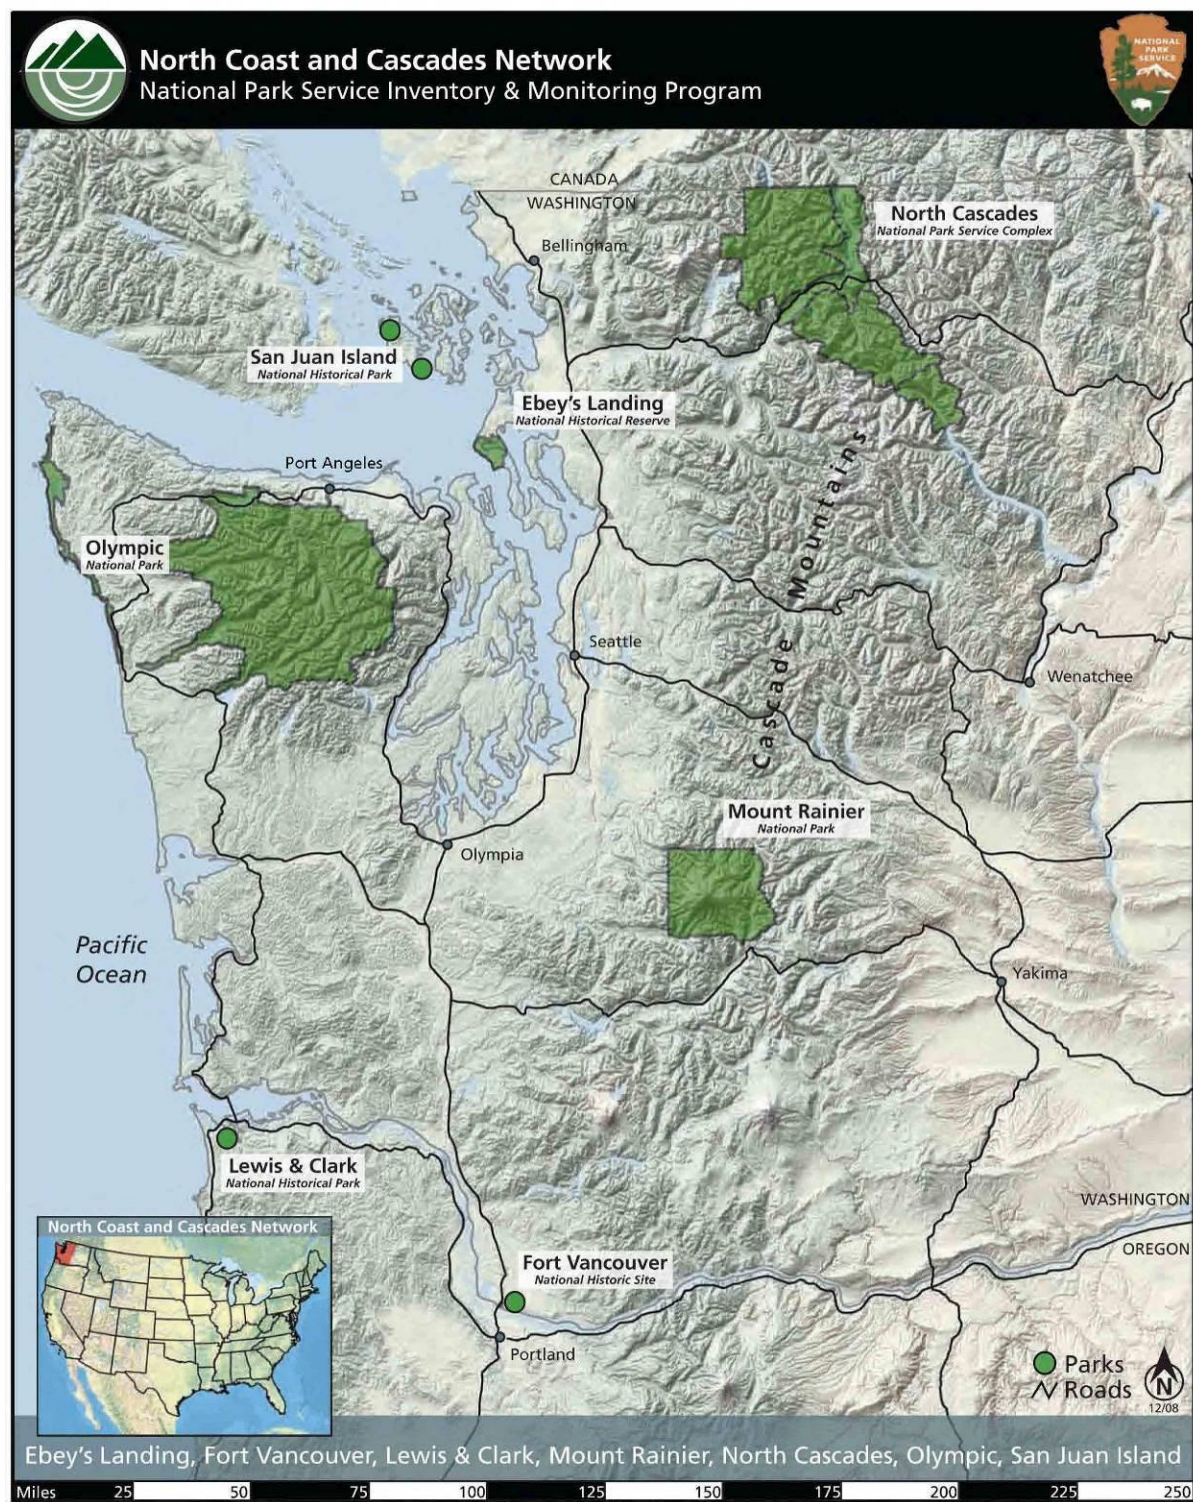 North Coast and Cascades Network
National Park Service Inventory & Monitoring Program
NATIONAL
PARK
SERVICE
CANADA
WASHINGTON
Bellingham
North Cascades
National Park Service Complex
San Juan Island
National Historical Park
Ebey's Landing
National Historical Reserve
Port Angeles
Olympic
National Park
Cascade Mountains
Seattle
Wenatchee
Mount Rainier
National Park
Olympia
Pacific
Ocean
Yakima
Lewis & Clark
National Historical Park
WASHINGTON
OREGON
North Coast and Cascades Network
Fort Vancouver
National Historic Site
Portland
Parks
Roads
N
12/08
Ebey's Landing, Fort Vancouver, Lewis & Clark, Mount Rainier, North Cascades, Olympic, San Juan Island
Miles 25 50 75 100 125 150 175 200 225 250